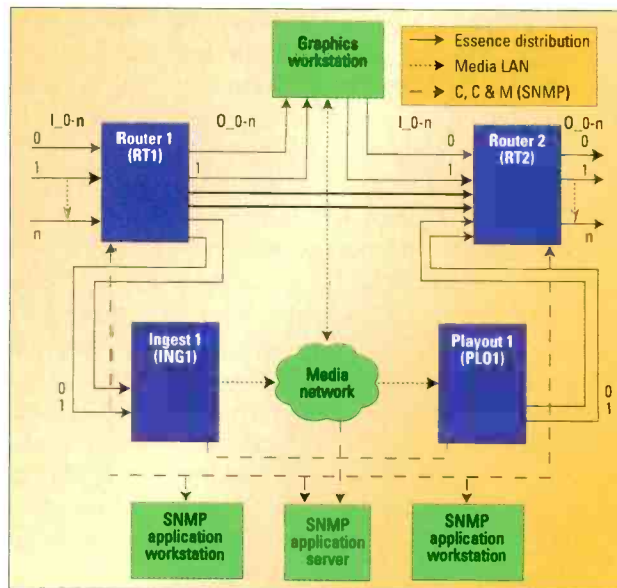 Graphics
workstation
Essence distribution
Media LAN
C, C & M (SNMP)
I_0-n
O_0-n
I_0-n
O_0-n
0
1
n
Router 1
(RT1)
0
1
0
1
Router 2
(RT2)
0
1
n
Ingest 1
(ING1)
0
1
Media
network
Playout 1
(PLO1)
0
1
SNMP
application
workstation
SNMP
application
server
SNMP
application
workstation